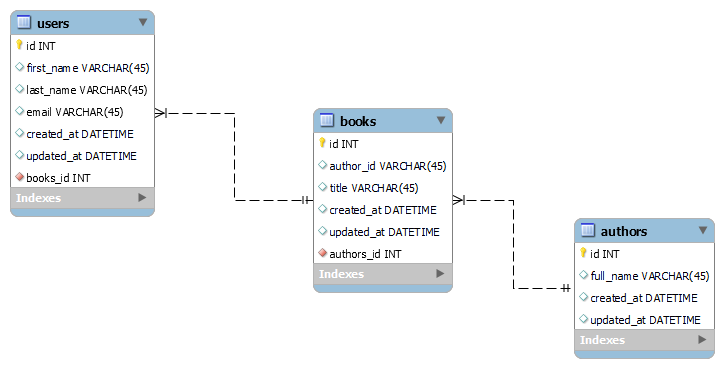 users
id INT
first_name VARCHAR(45)
last_name VARCHAR(45)
email VARCHAR(45)
created_at DATETIME
updated_at DATETIME
books_id INT
Indexes
books
id INT
author_id VARCHAR(45)
title VARCHAR(45)
created_at DATETIME
updated_at DATETIME
authors_id INT
Indexes
authors
id INT
full_name VARCHAR(45)
created_at DATETIME
updated_at DATETIME
Indexes